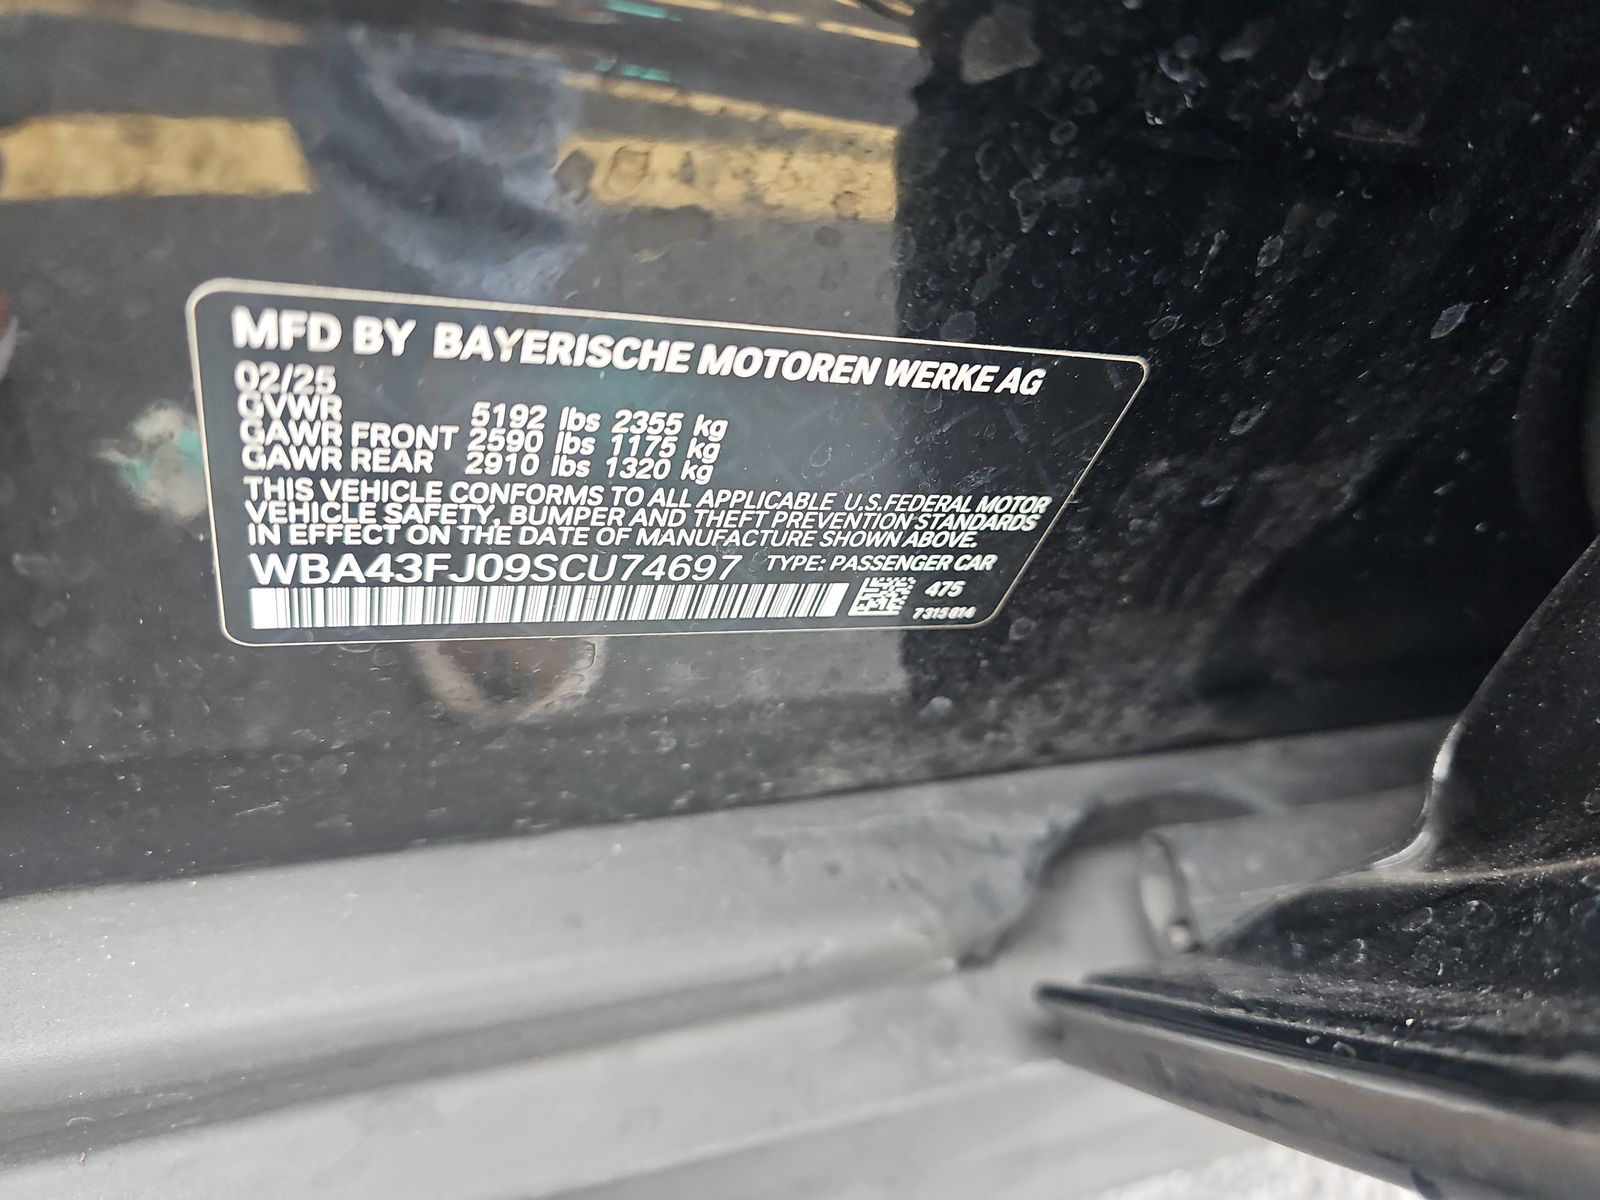 MFD BY BAYERISCHE MOTOREN WERKE AG
02/25
GVWR 5192 lbs 2355 kg
GAWR FRONT 2590 lbs 1175 kg
GAWR REAR 2910 lbs 1320 kg
THIS VEHICLE CONFORMS TO ALL APPLICABLE U.S.FEDERAL MOTOR
VEHICLE SAFETY, BUMPER AND THEFT PREVENTION STANDARDS
IN EFFECT ON THE DATE OF MANUFACTURE SHOWN ABOVE.
WBA43FJ09SCU74697 TYPE: PASSENGER CAR
475
7315614